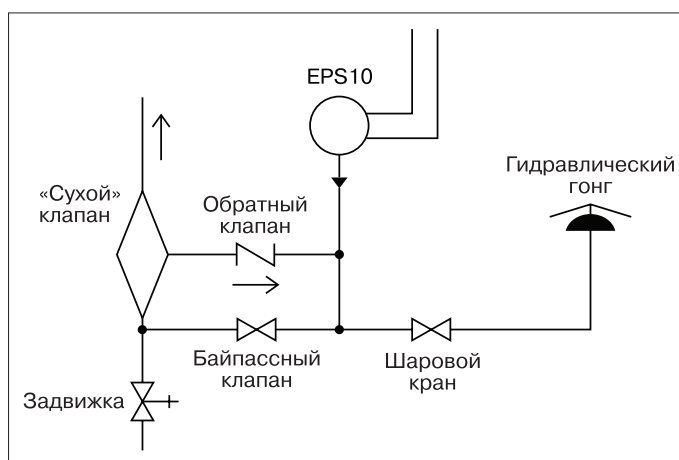 EPS10
Гидравлический
гонг
«Сухой»
клапан
Обратный
клапан
Байпассный
клапан
Шаровой
кран
Задвижка